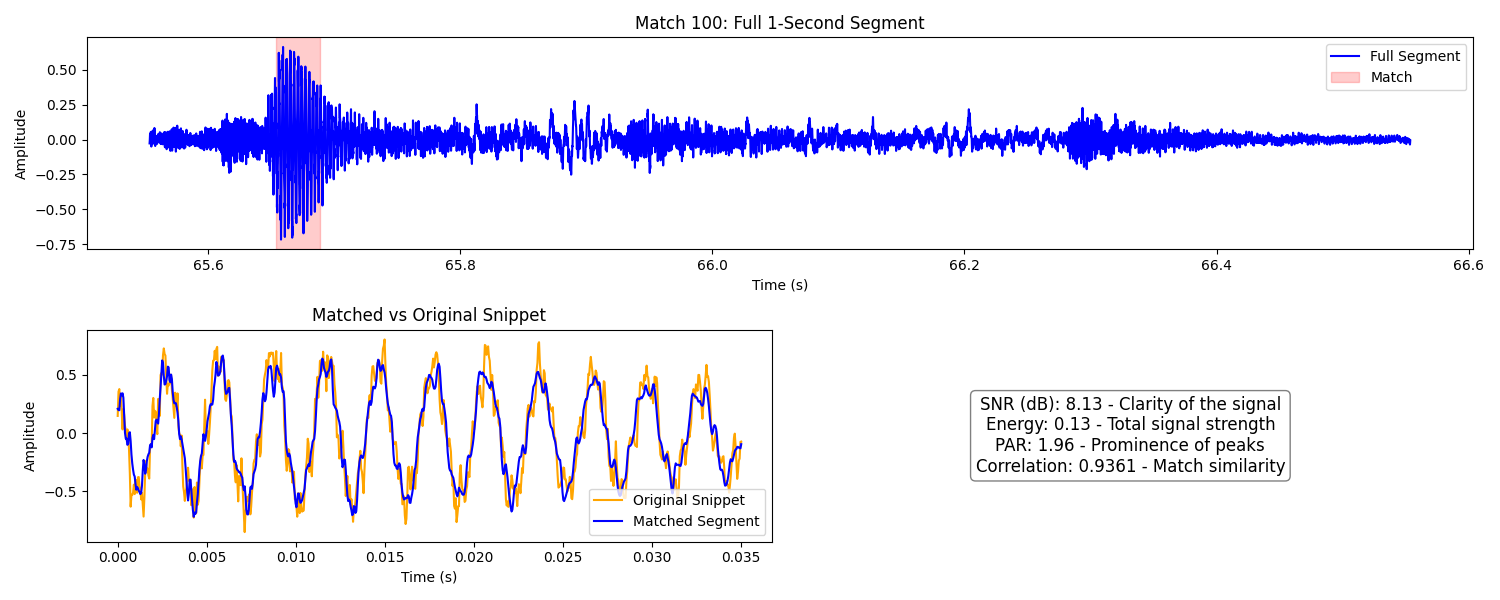 Match 100: Full 1-Second Segment
Amplitude
0.50
0.25
0.00
−0.25
−0.50
−0.75
Full Segment
Match
65.6 65.8 66.0 66.2 66.4 66.6
Time (s)
Matched vs Original Snippet
Amplitude
0.5
0.0
−0.5
Original Snippet
Matched Segment
0.000 0.005 0.010 0.015 0.020 0.025 0.030 0.035
Time (s)
SNR (dB): 8.13 - Clarity of the signal
Energy: 0.13 - Total signal strength
PAR: 1.96 - Prominence of peaks
Correlation: 0.9361 - Match similarity